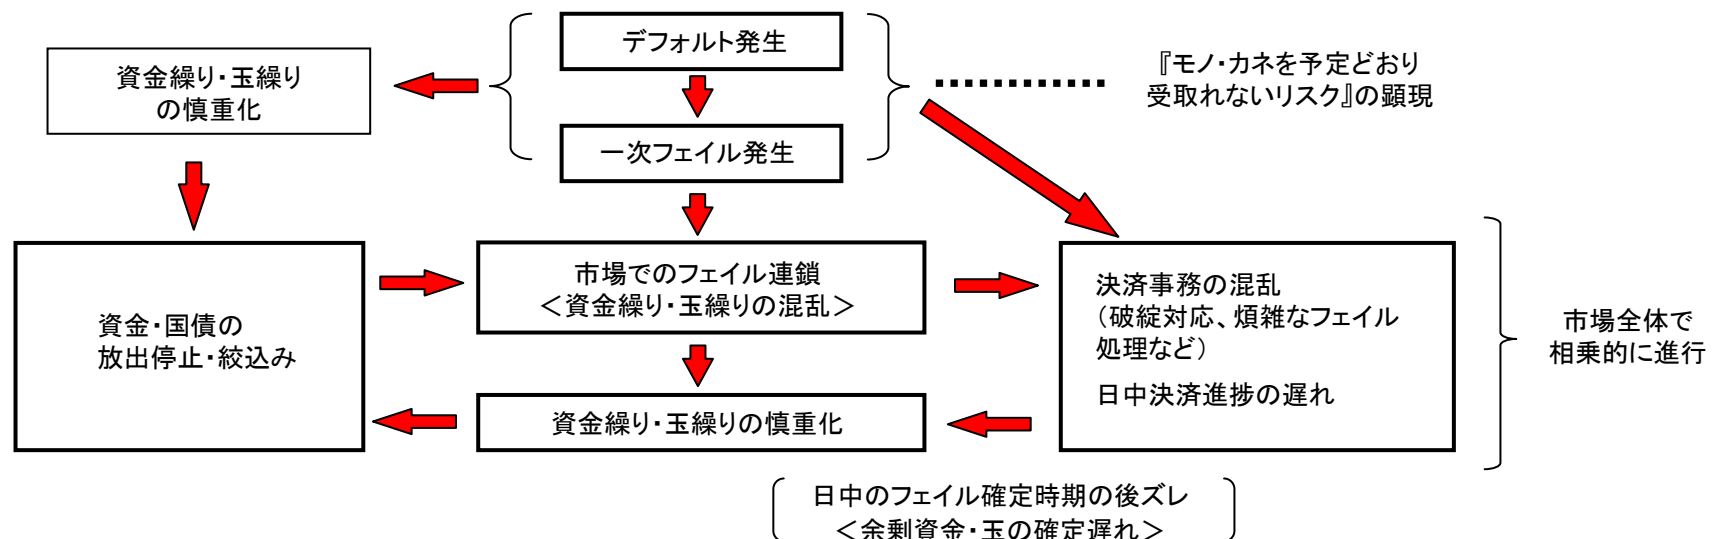 デフォルト発生
資金繰り・玉繰り
の慎重化
『モノ・カネを予定どおり
受取れないリスク』の顕現
一次フェイル発生
資金・国債の
放出停止・絞込み
市場でのフェイル連鎖
＜資金繰り・玉繰りの混乱＞
資金繰り・玉繰りの慎重化
決済事務の混乱
（破綻対応、煩雑なフェイル
処理など）
日中決済進捗の遅れ
市場全体で
相乗的に進行
日中のフェイル確定時期の後ズレ
＜余剰資金・玉の確定遅れ＞